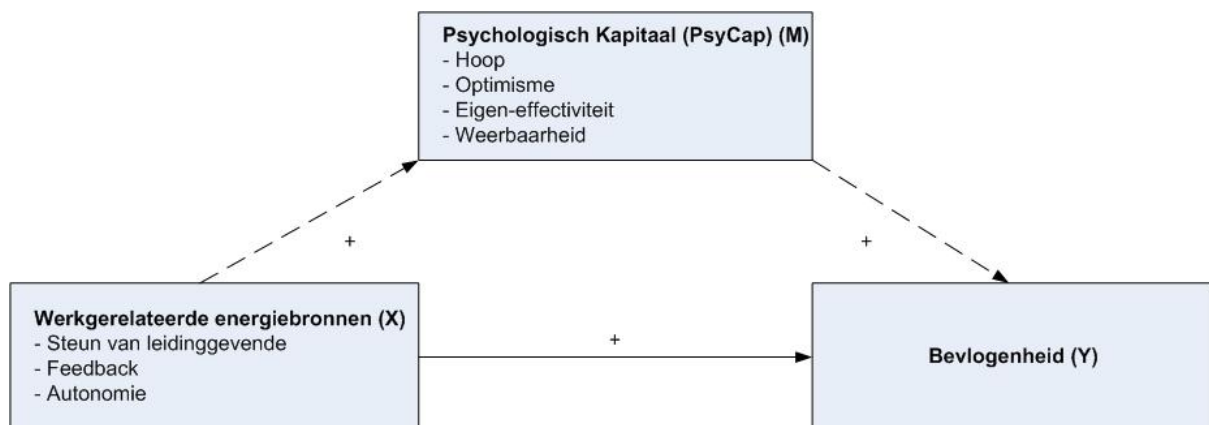 Psychologisch Kapitaal (PsyCap) (M)
- Hoop
- Optimisme
- Eigen-effectiviteit
- Weerbaarheid
+
+
Werkgerelateerde energiebronnen (X)
- Steun van leidinggevende
- Feedback
- Autonomie
+
Bevlogenheid (Y)